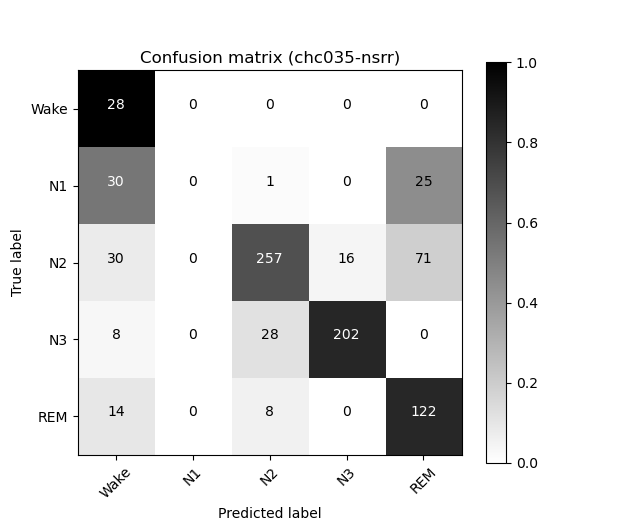 Confusion matrix (chc035-nsrr)
True label
Wake 28 0 0 0 0
N1 30 0 1 0 25
N2 30 0 257 16 71
N3 8 0 28 202 0
REM 14 0 8 0 122
Wake N1 N2 N3 REM
Predicted label
1.0
0.8
0.6
0.4
0.2
0.0